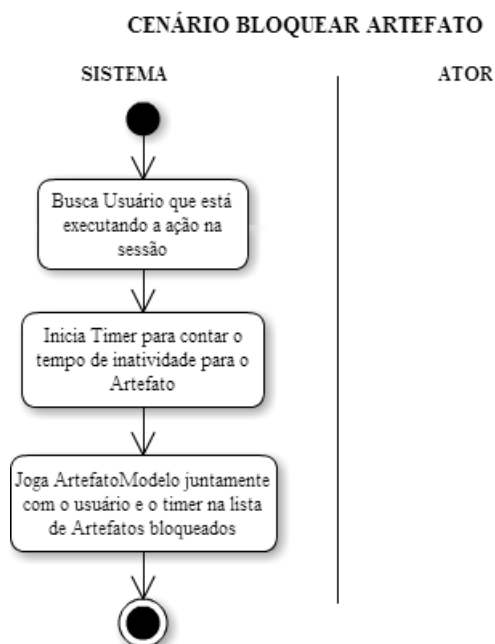 CENÁRIO BLOQUEAR ARTEFATO
SISTEMA
ATOR
Busca Usuário que está
executando a ação na
sessão
Inicia Timer para contar o
tempo de inatividade para o
Artefato
Joga ArtefatoModelo juntamente
com o usuário e o timer na lista
de Artefatos bloqueados